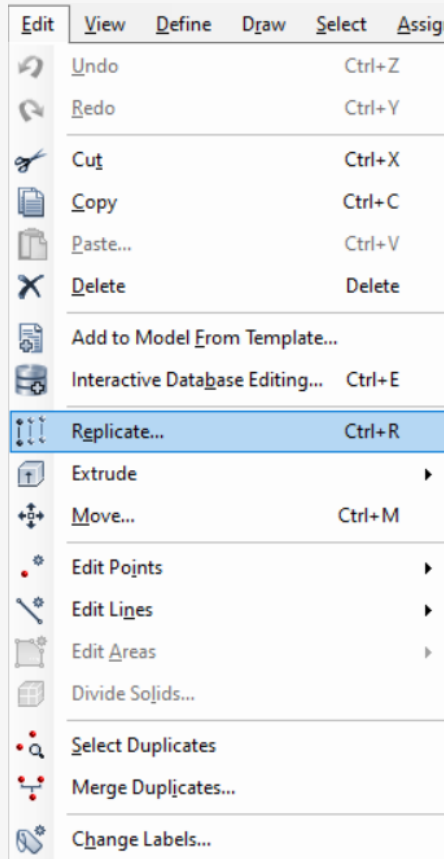 Edit View Define Draw Select Assig
Undo Ctrl+Z
Redo Ctrl+Y
Cut Ctrl+X
Copy Ctrl+C
Paste... Ctrl+V
Delete Delete
Add to Model From Template...
Interactive Database Editing... Ctrl+E
Replicate... Ctrl+R
Extrude
Move... Ctrl+M
Edit Points
Edit Lines
Edit Areas
Divide Solids...
Select Duplicates
Merge Duplicates...
Change Labels...